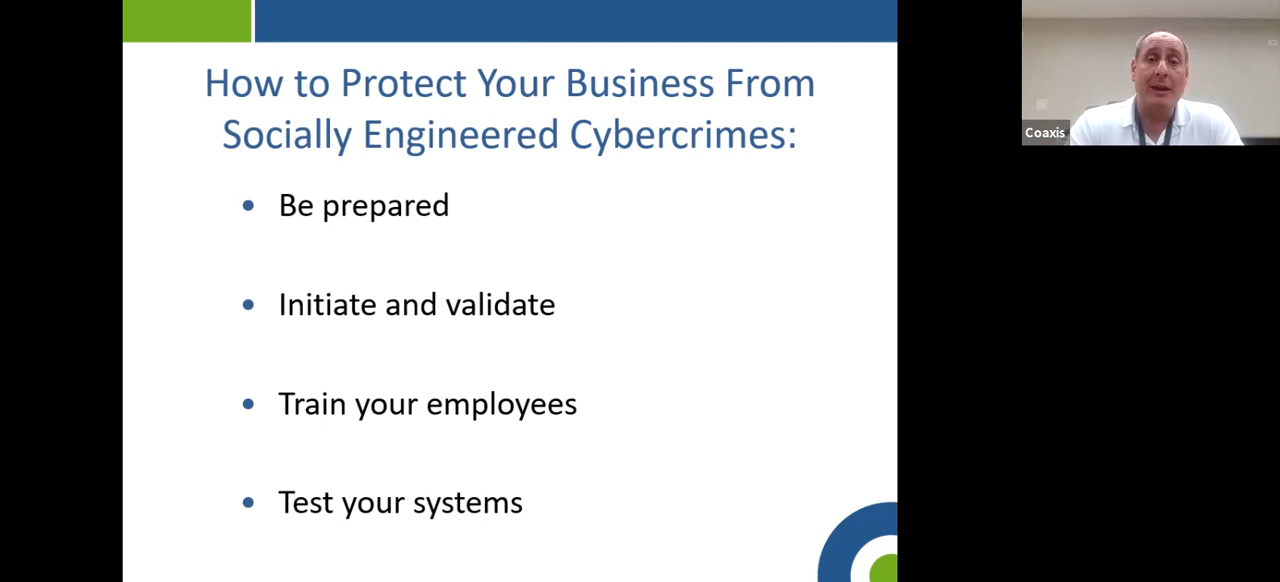 How to Protect Your Business From
Socially Engineered Cybercrimes:
• Be prepared
• Initiate and validate
• Train your employees
• Test your systems
Coaxis